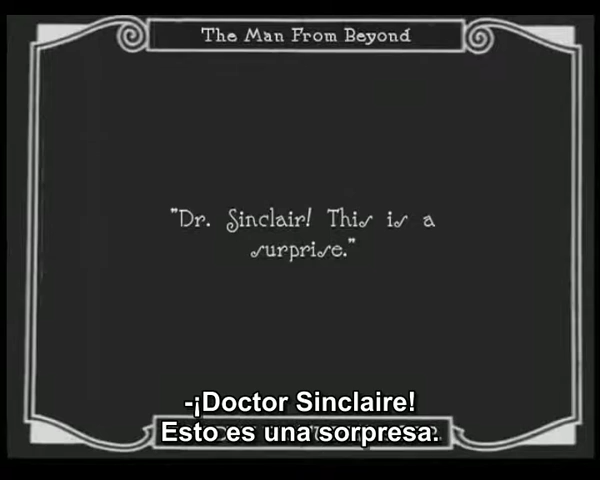 The Man From Beyond
"Dr. Sinclair! This is a
surprise."
-¡Doctor Sinclaire!
Esto es una sorpresa.